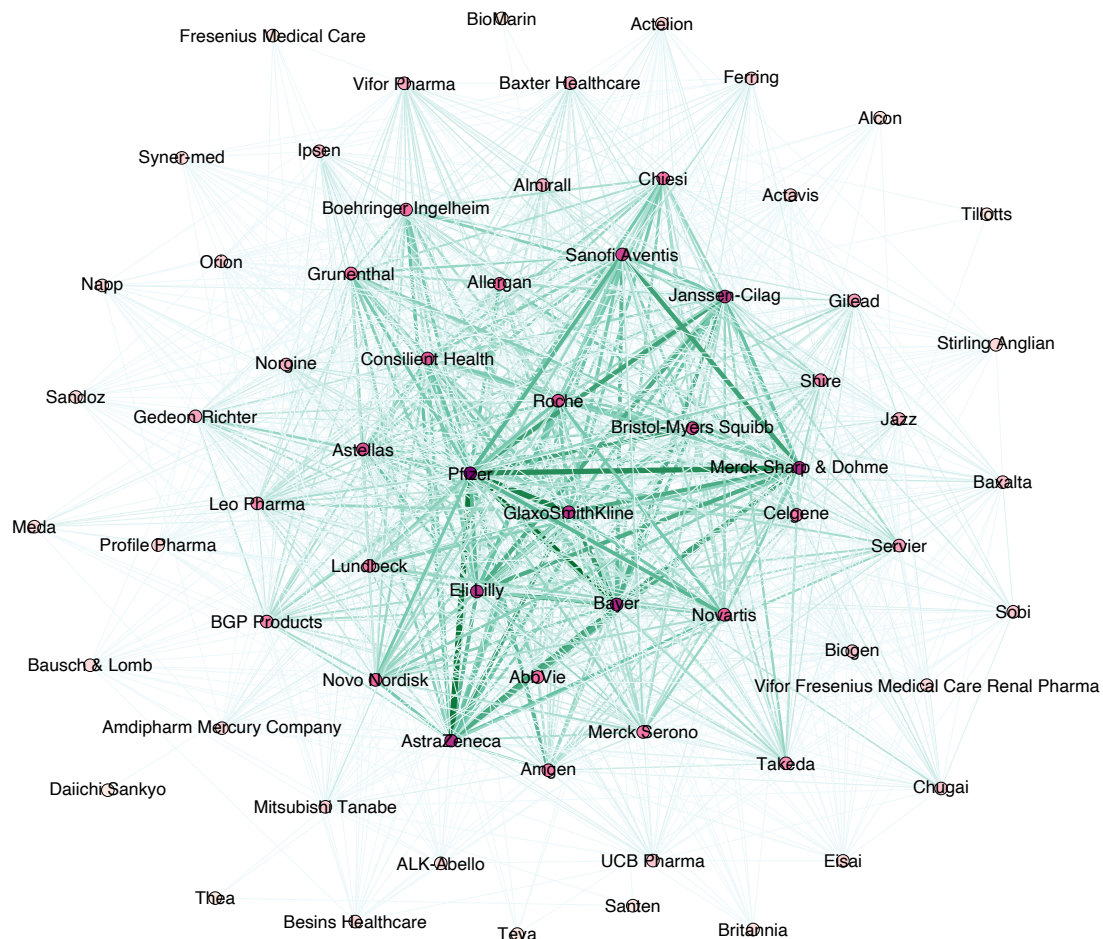 BioMarin
Actelion
Fresenius Medical Care
Ferring
Vifor Pharma
Baxter Healthcare
Alcon
Ipsen
Syner-med
Chiesi
Almirall
Actavis
Boehringer Ingelheim
Tillotts
Sanofi Aventis
Orion
Grunenthal
Allergan
Napp
Janssen-Cilag
Gilead
Stirling Anglian
Consilient Health
Norgine
Shire
Sandoz
Roche
Gedeon Richter
Jazz
Bristol-Myers Squibb
Astellas
Pfizer
Merck Sharp & Dohme
Baxalta
Leo Pharma
GlaxoSmithKline
Celgene
Meda
Profile Pharma
Servier
Lundbeck
Eli Lilly
Bayer
Novartis
Sobi
BGP Products
Biogen
Bausch & Lomb
Novo Nordisk
AbbVie
Vifor Fresenius Medical Care Renal Pharma
Amdipharm Mercury Company
Merck Serono
AstraZeneca
Amgen
Takeda
Daiichi Sankyo
Chugai
Mitsubishi Tanabe
ALK-Abello
UCB Pharma
Eisai
Thea
Santen
Besins Healthcare
Teva
Britannia